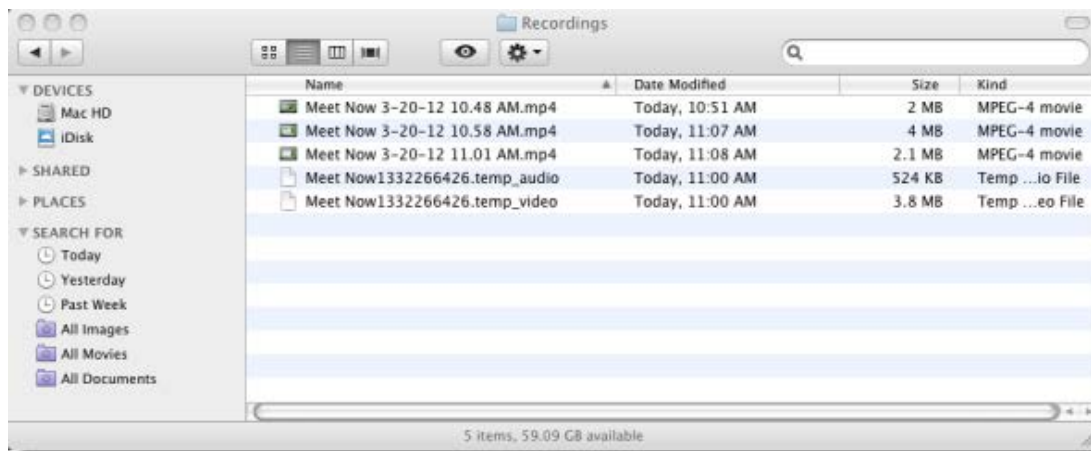 Recordings
Name Date Modified Size Kind
Meet Now 3-20-12 10.48 AM.mp4 Today, 10:51 AM 2 MB MPEG-4 movie
Meet Now 3-20-12 10.58 AM.mp4 Today, 11:07 AM 4 MB MPEG-4 movie
Meet Now 3-20-12 11.01 AM.mp4 Today, 11:08 AM 2.1 MB MPEG-4 movie
Meet Now1332266426.temp_audio Today, 11:00 AM 524 KB Temp ...io File
Meet Now1332266426.temp_video Today, 11:00 AM 3.8 MB Temp ...eo File
DEVICES
Mac HD
iDisk
SHARED
PLACES
SEARCH FOR
Today
Yesterday
Past Week
All Images
All Movies
All Documents
5 items, 59.09 GB available